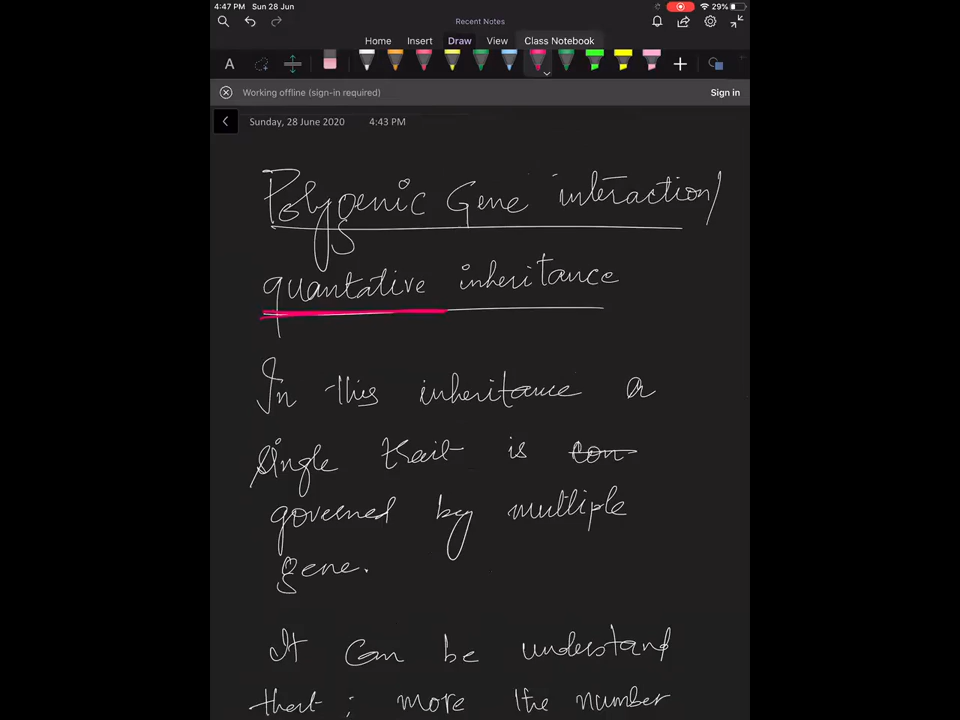 4:47 PM Sun 28 Jun 29%
Recent Notes
Home Insert Draw View Class Notebook
A
Working offline (sign-in required) Sign in
Sunday, 28 June 2020 4:43 PM
Polygenic Gene interaction/
quantative inheritance
In this inheritance a
single trait is con
governed by multiple
gene.
It can be understand
that ; more the number